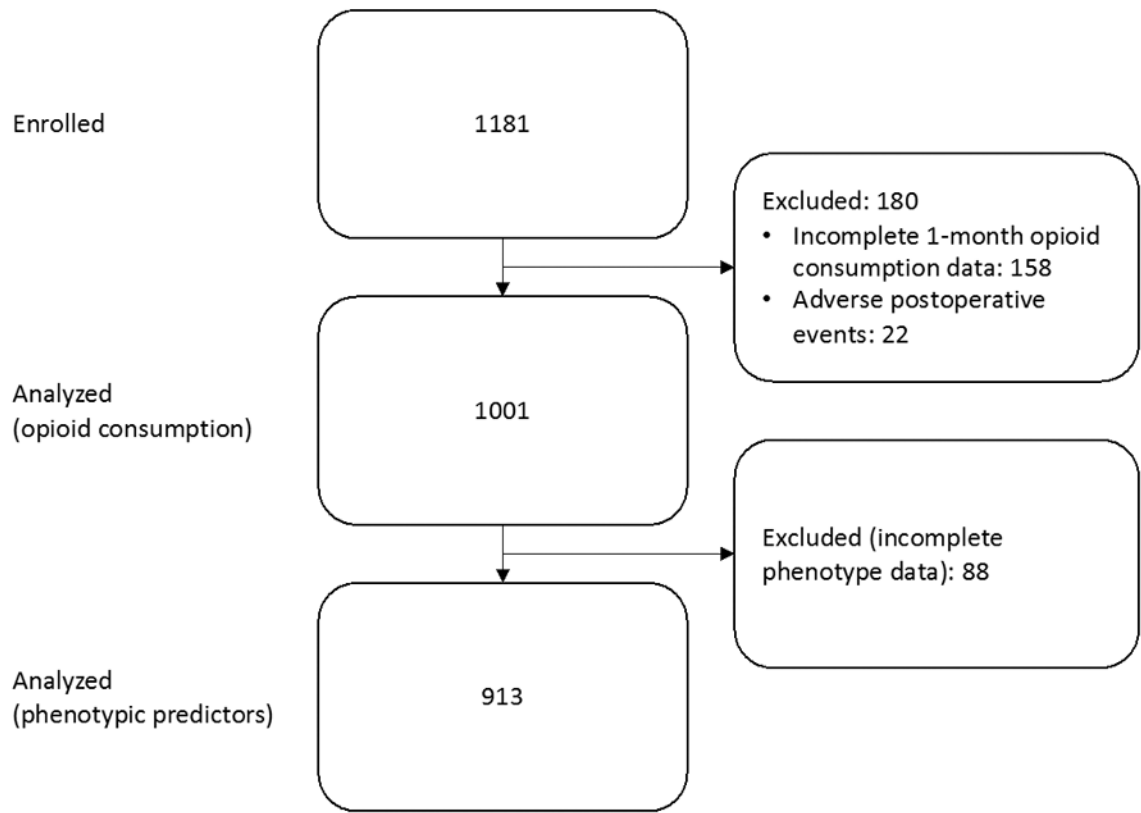 Enrolled
1181
Excluded: 180
• Incomplete 1-month opioid
consumption data: 158
• Adverse postoperative
events: 22
Analyzed
(opioid consumption)
1001
Excluded (incomplete
phenotype data): 88
Analyzed
(phenotypic predictors)
913